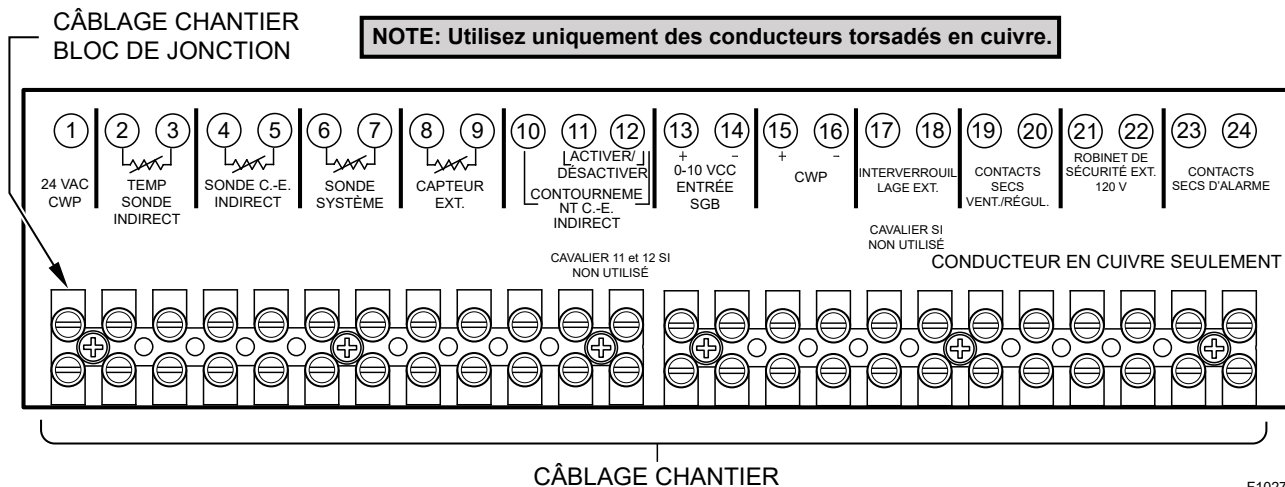 CÂBLAGE CHANTIER
BLOC DE JONCTION
NOTE: Utilisez uniquement des conducteurs torsadés en cuivre.
1 2 3 4 5 6 7 8 9 10 11 12 13 14 15 16 17 18 19 20 21 22 23 24
24 VAC
CWP
TEMP
SONDE
INDIRECT
SONDE C.-E.
INDIRECT
SONDE
SYSTÈME
CAPTEUR
EXT.
ACTIVER/
DÉSACTIVER
CONTOURNEME
NT C.-E.
INDIRECT
+ –
0-10 VCC
ENTRÉE
SGB
+ –
CWP
INTERVERROUIL
LAGE EXT.
CONTACTS
SECS
VENT./RÉGUL.
ROBINET DE
SÉCURITÉ EXT.
120 V
CONTACTS
SECS D'ALARME
CAVALIER SI
NON UTILISÉ
CAVALIER 11 et 12 SI
NON UTILISÉ
CONDUCTEUR EN CUIVRE SEULEMENT
CÂBLAGE CHANTIER